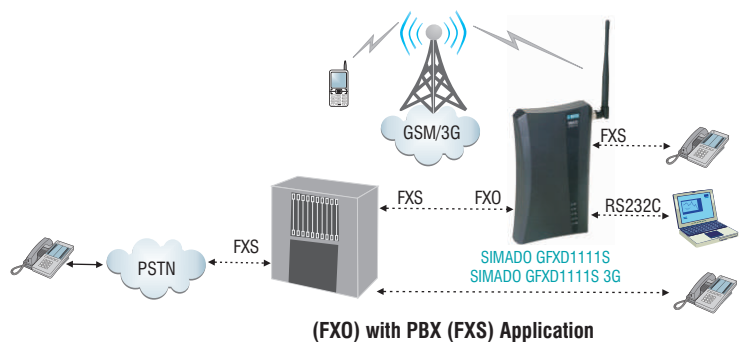 GSM/3G
FXS
FXS
FXO
RS232C
FXS
PSTN
SIMADO GFXD1111S
SIMADO GFXD1111S 3G
(FXO) with PBX (FXS) Application